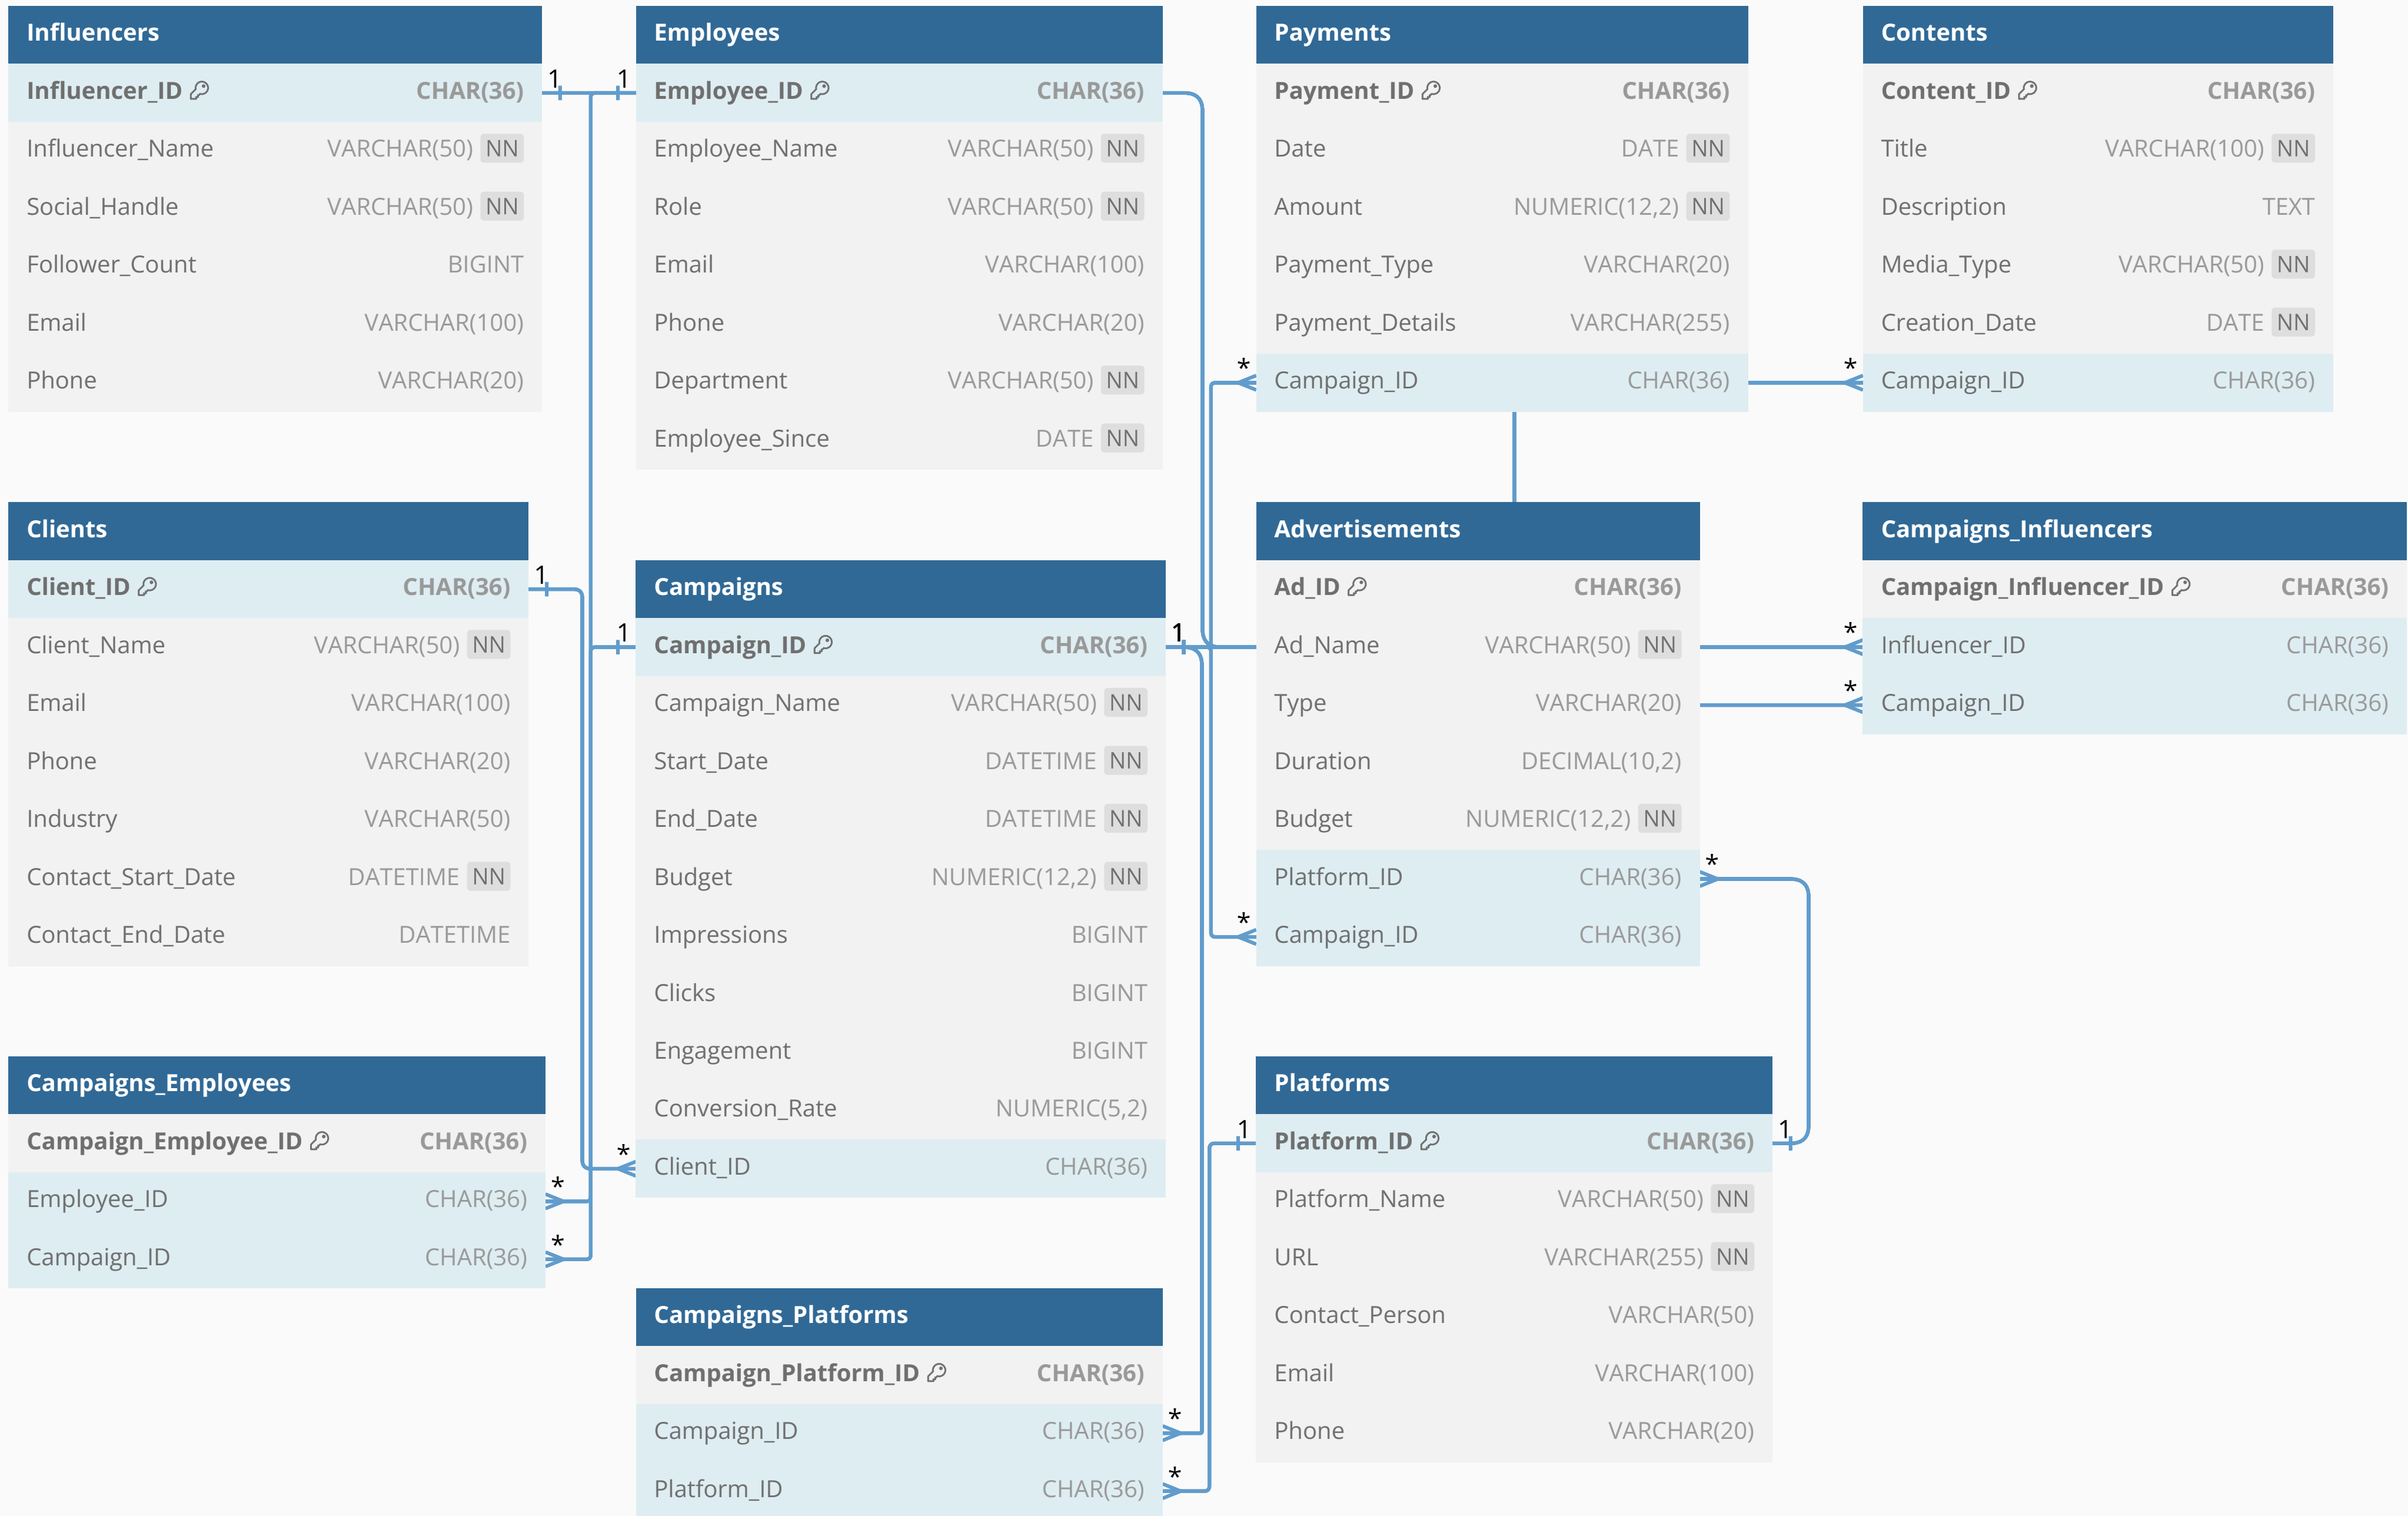 Influencers
Influencer_ID CHAR(36)
Influencer_Name VARCHAR(50) NN
Social_Handle VARCHAR(50) NN
Follower_Count BIGINT
Email VARCHAR(100)
Phone VARCHAR(20)
1
1
Employees
Employee_ID CHAR(36)
Employee_Name VARCHAR(50) NN
Role VARCHAR(50) NN
Email VARCHAR(100)
Phone VARCHAR(20)
Department VARCHAR(50) NN
Employee_Since DATE NN
Payments
Payment_ID CHAR(36)
Date DATE NN
Amount NUMERIC(12,2) NN
Payment_Type VARCHAR(20)
Payment_Details VARCHAR(255)
* Campaign_ID CHAR(36)
Contents
Content_ID CHAR(36)
Title VARCHAR(100) NN
Description TEXT
Media_Type VARCHAR(50) NN
Creation_Date DATE NN
* Campaign_ID CHAR(36)
Clients
Client_ID CHAR(36) 1
Client_Name VARCHAR(50) NN
Email VARCHAR(100)
Phone VARCHAR(20)
Industry VARCHAR(50)
Contact_Start_Date DATETIME NN
Contact_End_Date DATETIME
Campaigns
1 Campaign_ID CHAR(36) 1
Campaign_Name VARCHAR(50) NN
Start_Date DATETIME NN
End_Date DATETIME NN
Budget NUMERIC(12,2) NN
Impressions BIGINT
Clicks BIGINT
Engagement BIGINT
Conversion_Rate NUMERIC(5,2)
* Client_ID CHAR(36)
Advertisements
Ad_ID CHAR(36)
Ad_Name VARCHAR(50) NN
Type VARCHAR(20)
Duration DECIMAL(10,2)
Budget NUMERIC(12,2) NN
Platform_ID CHAR(36) *
* Campaign_ID CHAR(36)
Campaigns_Influencers
Campaign_Influencer_ID CHAR(36)
* Influencer_ID CHAR(36)
* Campaign_ID CHAR(36)
Campaigns_Employees
Campaign_Employee_ID CHAR(36)
Employee_ID CHAR(36) *
Campaign_ID CHAR(36) *
Campaigns_Platforms
Campaign_Platform_ID CHAR(36)
Campaign_ID CHAR(36) *
Platform_ID CHAR(36) *
Platforms
1 Platform_ID CHAR(36) 1
Platform_Name VARCHAR(50) NN
URL VARCHAR(255) NN
Contact_Person VARCHAR(50)
Email VARCHAR(100)
Phone VARCHAR(20)